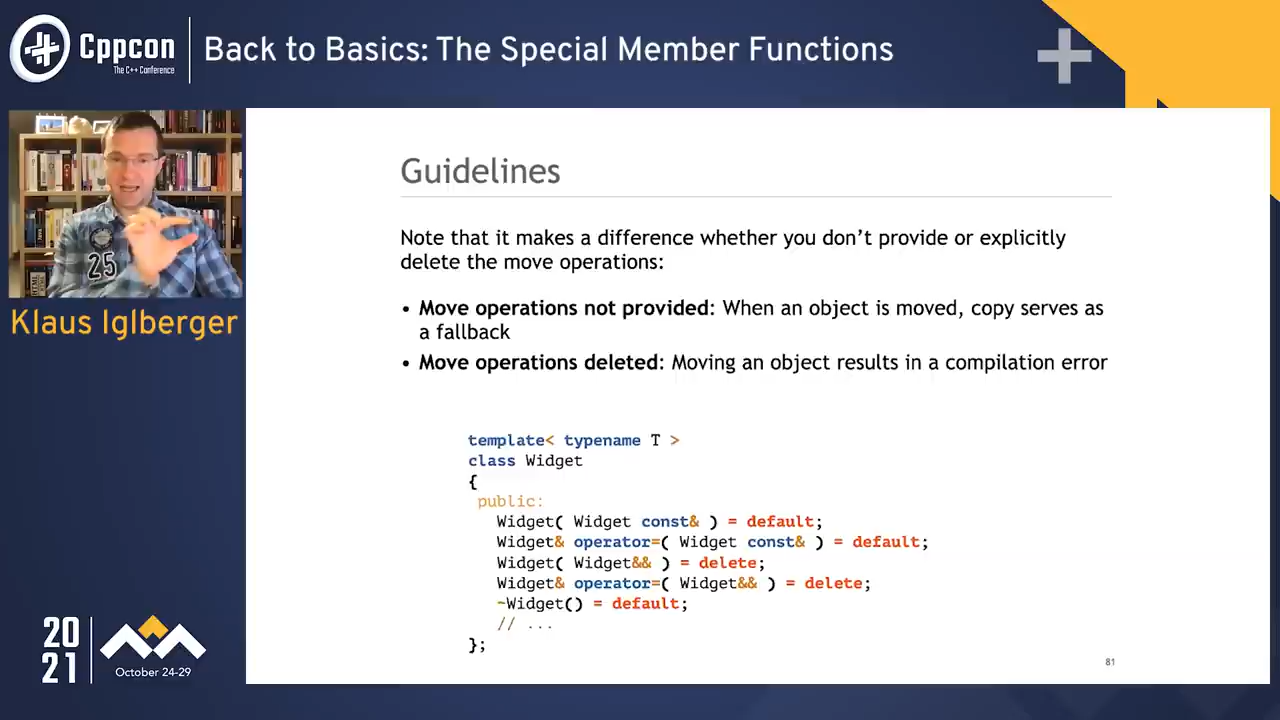 Cppcon
The C++ Conference
Back to Basics: The Special Member Functions
25
Klaus Iglberger
Guidelines
Note that it makes a difference whether you don’t provide or explicitly
delete the move operations:
• Move operations not provided: When an object is moved, copy serves as
a fallback
• Move operations deleted: Moving an object results in a compilation error
template< typename T >
class Widget
{
public:
Widget( Widget const& ) = default;
Widget& operator=( Widget const& ) = default;
Widget( Widget&& ) = delete;
Widget& operator=( Widget&& ) = delete;
~Widget() = default;
// ...
};
81
20
21
October 24-29